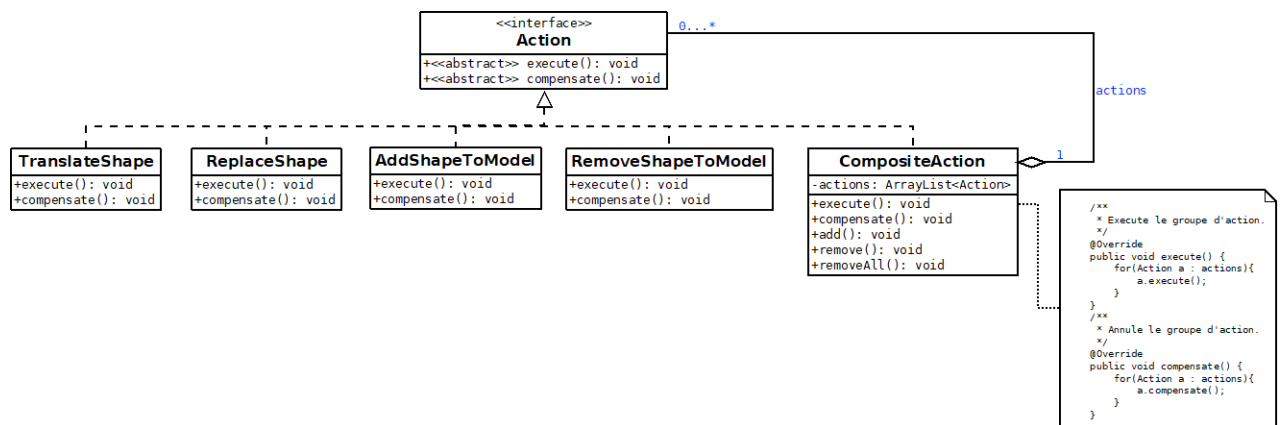 <<interface>>
Action
+<<abstract>> execute(): void
+<<abstract>> compensate(): void
0...*
actions
1
TranslateShape
+execute(): void
+compensate(): void
ReplaceShape
+execute(): void
+compensate(): void
AddShapeToModel
+execute(): void
+compensate(): void
RemoveShapeToModel
+execute(): void
+compensate(): void
CompositeAction
-actions: ArrayList<Action>
+execute(): void
+compensate(): void
+add(): void
+remove(): void
+removeAll(): void
/**
* Execute le groupe d'action.
*/
@Override
public void execute() {
for(Action a : actions){
a.execute();
}
}
/**
* Annule le groupe d'action.
*/
@Override
public void compensate() {
for(Action a : actions){
a.compensate();
}
}